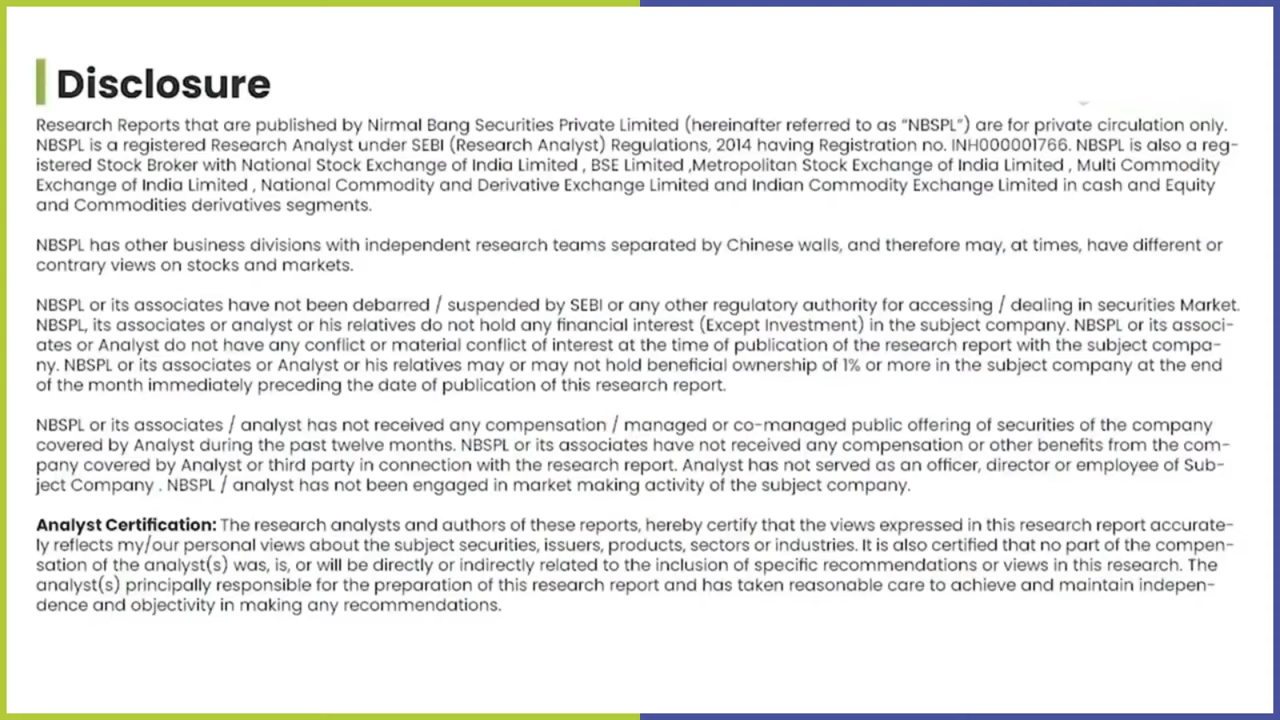 Disclosure
Research Reports that are published by Nirmal Bang Securities Private Limited (hereinafter referred to as “NBSPL”) are for private circulation only.
NBSPL is a registered Research Analyst under SEBI (Research Analyst) Regulations, 2014 having Registration no. INH000001766. NBSPL is also a reg-
istered Stock Broker with National Stock Exchange of India Limited , BSE Limited ,Metropolitan Stock Exchange of India Limited , Multi Commodity
Exchange of India Limited , National Commodity and Derivative Exchange Limited and Indian Commodity Exchange Limited in cash and Equity
and Commodities derivatives segments.
NBSPL has other business divisions with independent research teams separated by Chinese walls, and therefore may, at times, have different or
contrary views on stocks and markets.
NBSPL or its associates have not been debarred / suspended by SEBI or any other regulatory authority for accessing / dealing in securities Market.
NBSPL, its associates or analyst or his relatives do not hold any financial interest (Except Investment) in the subject company. NBSPL or its associ-
ates or Analyst do not have any conflict or material conflict of interest at the time of publication of the research report with the subject compa-
ny. NBSPL or its associates or Analyst or his relatives may or may not hold beneficial ownership of 1% or more in the subject company at the end
of the month immediately preceding the date of publication of this research report.
NBSPL or its associates / analyst has not received any compensation / managed or co-managed public offering of securities of the company
covered by Analyst during the past twelve months. NBSPL or its associates have not received any compensation or other benefits from the com-
pany covered by Analyst or third party in connection with the research report. Analyst has not served as an officer, director or employee of Sub-
ject Company . NBSPL / analyst has not been engaged in market making activity of the subject company.
Analyst Certification: The research analysts and authors of these reports, hereby certify that the views expressed in this research report accurate-
ly reflects my/our personal views about the subject securities, issuers, products, sectors or industries. It is also certified that no part of the compen-
sation of the analyst(s) was, is, or will be directly or indirectly related to the inclusion of specific recommendations or views in this research. The
analyst(s) principally responsible for the preparation of this research report and has taken reasonable care to achieve and maintain indepen-
dence and objectivity in making any recommendations.